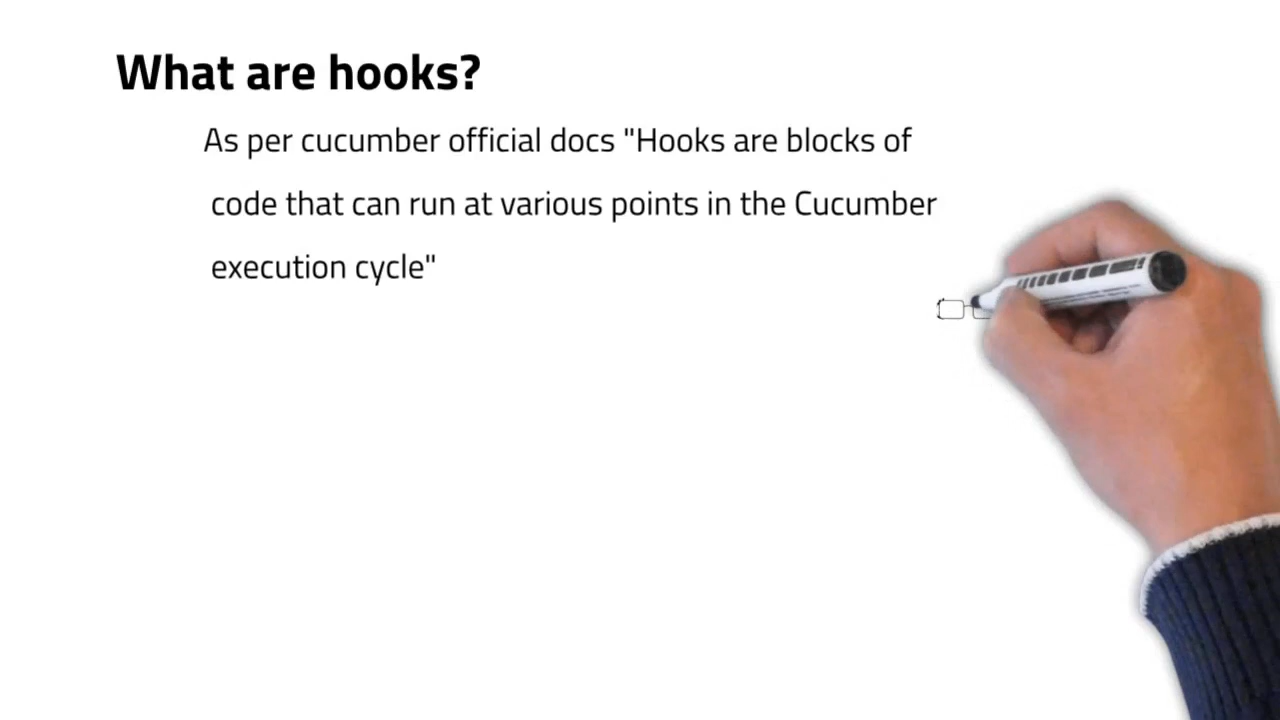 What are hooks?
As per cucumber official docs "Hooks are blocks of
code that can run at various points in the Cucumber
execution cycle"